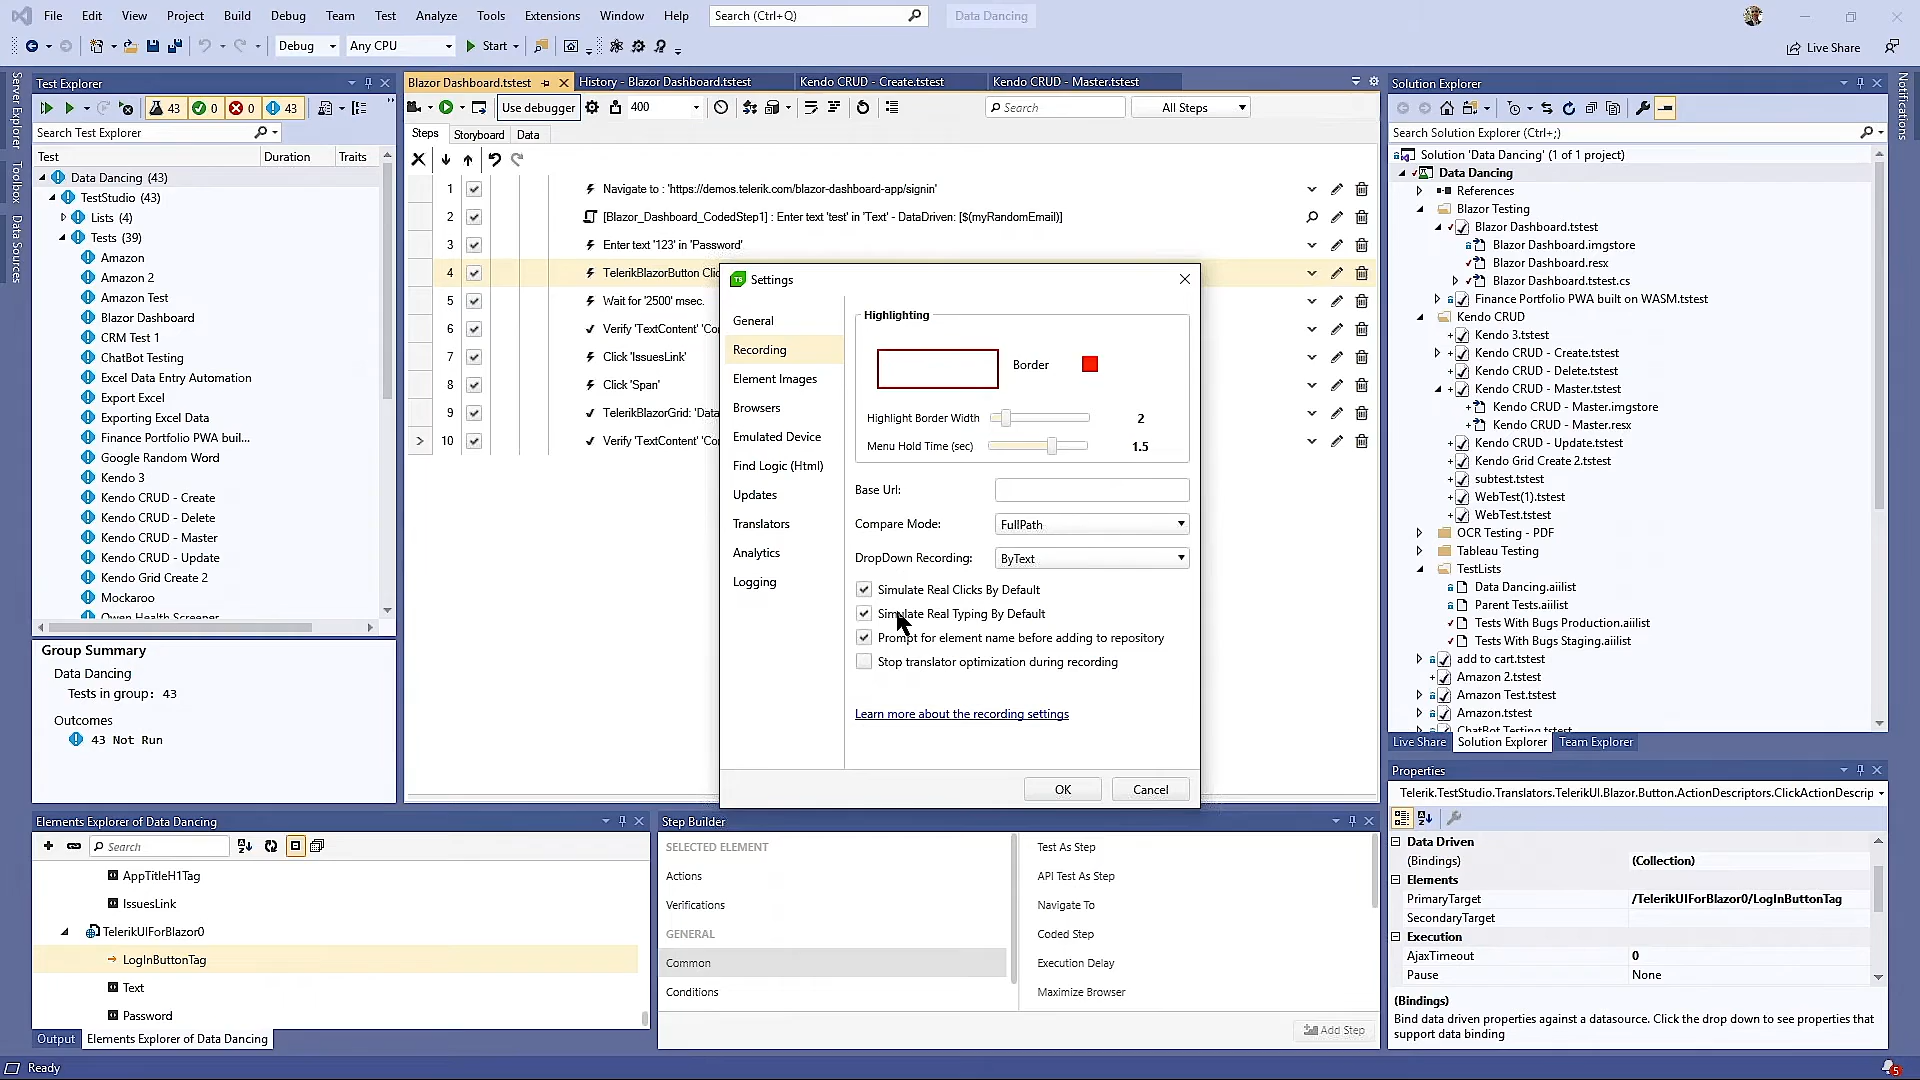 File Edit View Project Build Debug Team Test Analyze Tools Extensions Window Help Search (Ctrl+Q) Data Dancing
Debug Any CPU Start Live Share
Server Explorer
Toolbox
Data Sources
Notifications
Test Explorer
43 0 0 43
Search Test Explorer
Test Duration Traits
Data Dancing (43)
TestStudio (43)
Lists (4)
Tests (39)
Amazon
Amazon 2
Amazon Test
Blazor Dashboard
CRM Test 1
ChatBot Testing
Excel Data Entry Automation
Export Excel
Exporting Excel Data
Finance Portfolio PWA buil...
Google Random Word
Kendo 3
Kendo CRUD - Create
Kendo CRUD - Delete
Kendo CRUD - Master
Kendo CRUD - Update
Kendo Grid Create 2
Mockaroo
Owen Health Screener
Group Summary
Data Dancing
Tests in group: 43
Outcomes
43 Not Run
Blazor Dashboard.tstest History - Blazor Dashboard.tstest Kendo CRUD - Create.tstest Kendo CRUD - Master.tstest
Use debugger 400 Search All Steps
Steps Storyboard Data
1 Navigate to : 'https://demos.telerik.com/blazor-dashboard-app/signin'
2 [Blazor_Dashboard_CodedStep1] : Enter text 'test' in 'Text' - DataDriven: [$(myRandomEmail)]
3 Enter text '123' in 'Password'
4 TelerikBlazorButton Clic
5 Wait for '2500' msec.
6 Verify 'TextContent' 'Cor
7 Click 'IssuesLink'
8 Click 'Span'
9 TelerikBlazorGrid: 'Data
10 Verify 'TextContent' 'Cor
Settings
General
Recording
Element Images
Browsers
Emulated Device
Find Logic (Html)
Updates
Translators
Analytics
Logging
Highlighting
Border
Highlight Border Width 2
Menu Hold Time (sec) 1.5
Base Url:
Compare Mode: FullPath
DropDown Recording: ByText
Simulate Real Clicks By Default
Simulate Real Typing By Default
Prompt for element name before adding to repository
Stop translator optimization during recording
Learn more about the recording settings
OK Cancel
Solution Explorer
Search Solution Explorer (Ctrl+;)
Solution 'Data Dancing' (1 of 1 project)
Data Dancing
References
Blazor Testing
Blazor Dashboard.tstest
Blazor Dashboard.imgstore
Blazor Dashboard.resx
Blazor Dashboard.tstest.cs
Finance Portfolio PWA built on WASM.tstest
Kendo CRUD
Kendo 3.tstest
Kendo CRUD - Create.tstest
Kendo CRUD - Delete.tstest
Kendo CRUD - Master.tstest
Kendo CRUD - Master.imgstore
Kendo CRUD - Master.resx
Kendo CRUD - Update.tstest
Kendo Grid Create 2.tstest
subtest.tstest
WebTest(1).tstest
WebTest.tstest
OCR Testing - PDF
Tableau Testing
TestLists
Data Dancing.aiilist
Parent Tests.aiilist
Tests With Bugs Production.aiilist
Tests With Bugs Staging.aiilist
add to cart.tstest
Amazon 2.tstest
Amazon Test.tstest
Amazon.tstest
ChatBot Testing.tstest
Live Share Solution Explorer Team Explorer
Properties
Telerik.TestStudio.Translators.TelerikUI.Blazor.Button.ActionDescriptors.ClickActionDescrip
Data Driven
(Bindings) (Collection)
Elements
PrimaryTarget /TelerikUIForBlazor0/LogInButtonTag
SecondaryTarget
Execution
AjaxTimeout 0
Pause None
(Bindings)
Bind data driven properties against a datasource. Click the drop down to see properties that
support data binding
Elements Explorer of Data Dancing
Search
AppTitleH1Tag
IssuesLink
TelerikUIForBlazor0
LogInButtonTag
Text
Password
Output Elements Explorer of Data Dancing
Step Builder
SELECTED ELEMENT
Actions
Verifications
GENERAL
Common
Conditions
Test As Step
API Test As Step
Navigate To
Coded Step
Execution Delay
Maximize Browser
Add Step
Ready
5